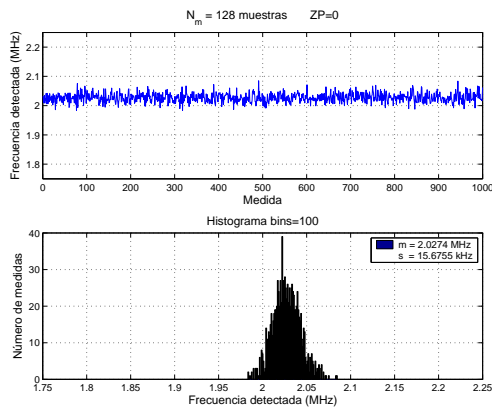 N_m = 128 muestras ZP=0
Frecuencia detectada (MHz)
2.2
2.1
2
1.9
1.8
0 100 200 300 400 500 600 700 800 900 1000
Medida
Histograma bins=100
Número de medidas
40
30
20
10
0
m = 2.0274 MHz
s = 15.6755 kHz
1.75 1.8 1.85 1.9 1.95 2 2.05 2.1 2.15 2.2 2.25
Frecuencia detectada (MHz)